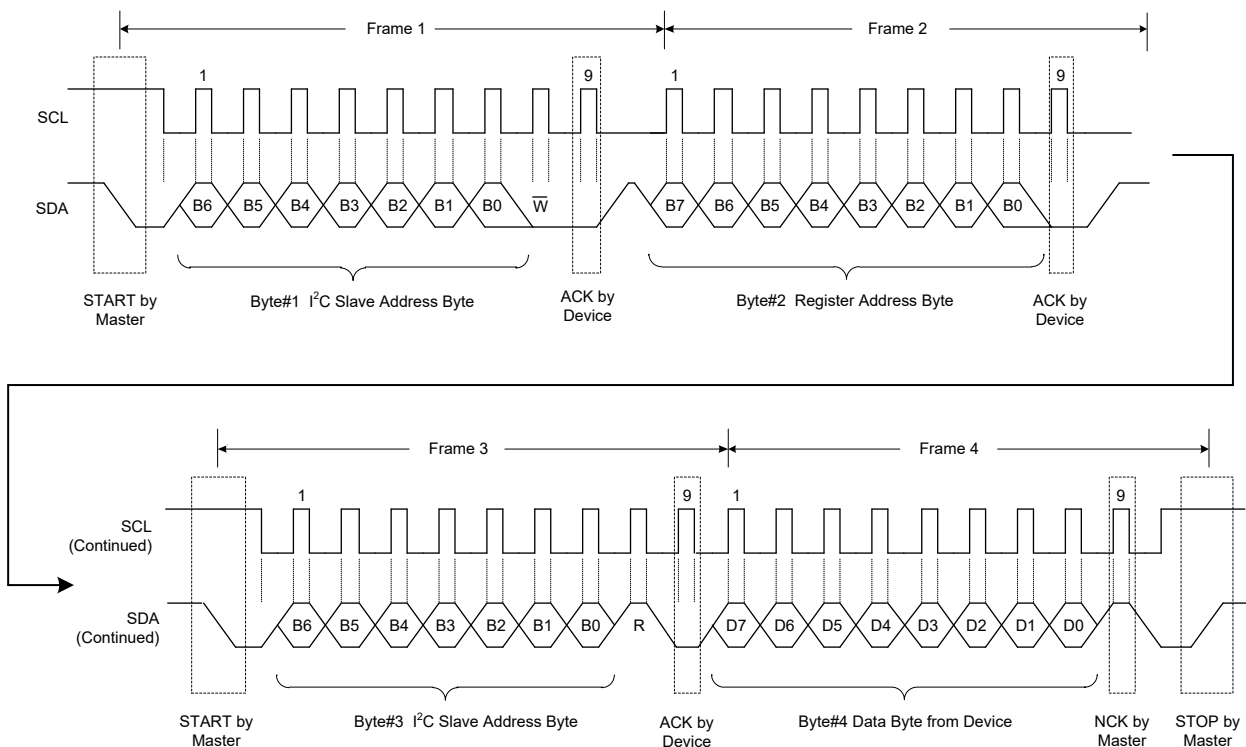 Frame 1 Frame 2
1 9 1 9
SCL
SDA B6 B5 B4 B3 B2 B1 B0 W̅ B7 B6 B5 B4 B3 B2 B1 B0
START by
Master
Byte#1 I²C Slave Address Byte
ACK by
Device
Byte#2 Register Address Byte
ACK by
Device
Frame 3 Frame 4
1 9 1 9
SCL
(Continued)
SDA
(Continued)
B6 B5 B4 B3 B2 B1 B0 R D7 D6 D5 D4 D3 D2 D1 D0
START by
Master
Byte#3 I²C Slave Address Byte
ACK by
Device
Byte#4 Data Byte from Device
NCK by
Master
STOP by
Master